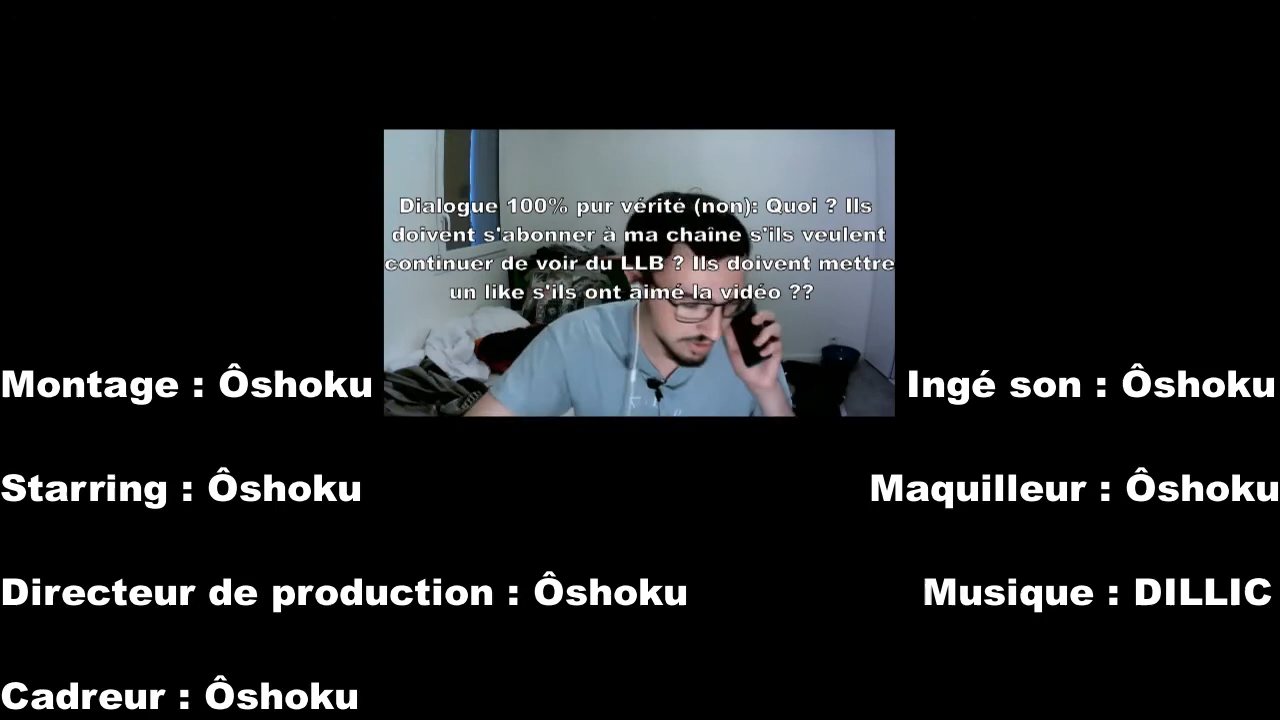 Dialogue 100% pur vérité (non): Quoi ? Ils
doivent s'abonner à ma chaîne s'ils veulent
continuer de voir du LLB ? Ils doivent mettre
un like s'ils ont aimé la vidéo ??
Montage : Ôshoku
Ingé son : Ôshoku
Starring : Ôshoku
Maquilleur : Ôshoku
Directeur de production : Ôshoku
Musique : DILLIC
Cadreur : Ôshoku